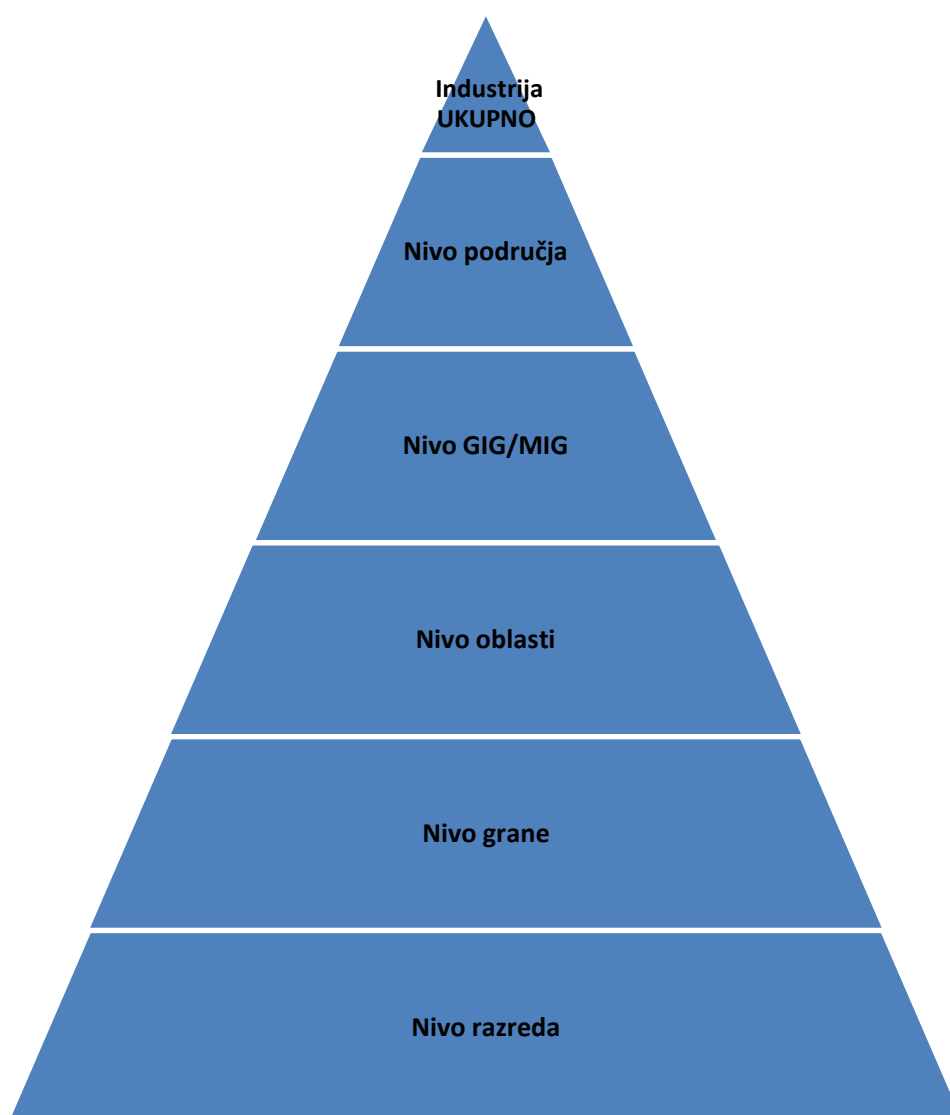 Industrija
UKUPNO
Nivo područja
Nivo GIG/MIG
Nivo oblasti
Nivo grane
Nivo razreda